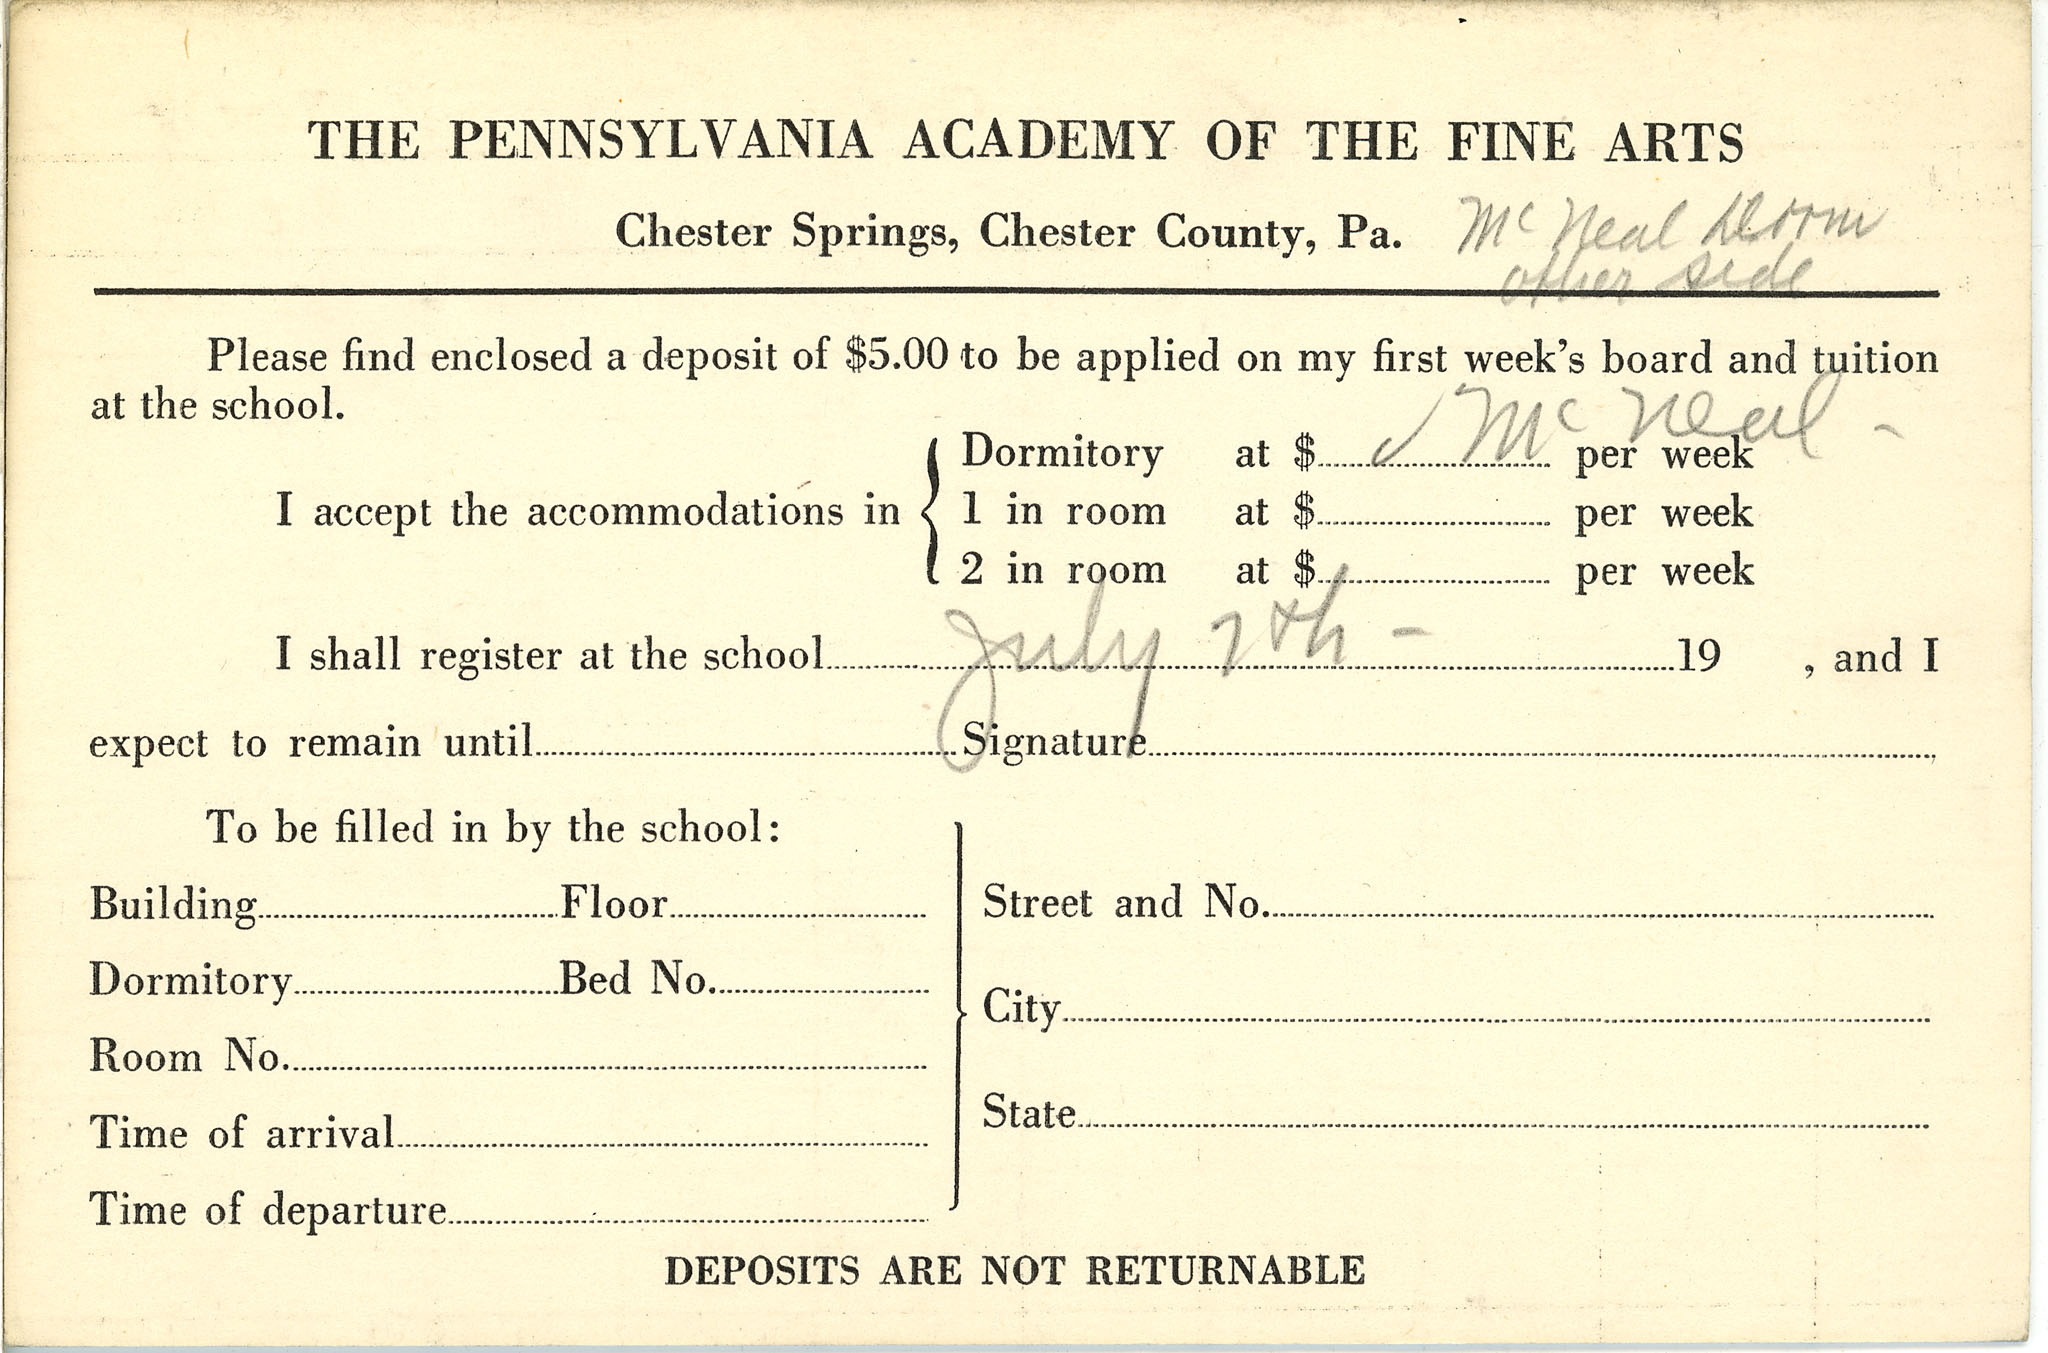 THE PENNSYLVANIA ACADEMY OF THE FINE ARTS
Chester Springs, Chester County, Pa.
Mc Neal Dorm
other side
Please find enclosed a deposit of $5.00 to be applied on my first week's board and tuition
at the school.
✓ Mc Neal -
I accept the accommodations in { Dormitory at $ per week
1 in room at $ per week
2 in room at $ per week
I shall register at the school July 7th - 19 , and I
expect to remain until Signature
To be filled in by the school:
Building Floor
Dormitory Bed No.
Room No.
Time of arrival
Time of departure
Street and No.
City
State
DEPOSITS ARE NOT RETURNABLE